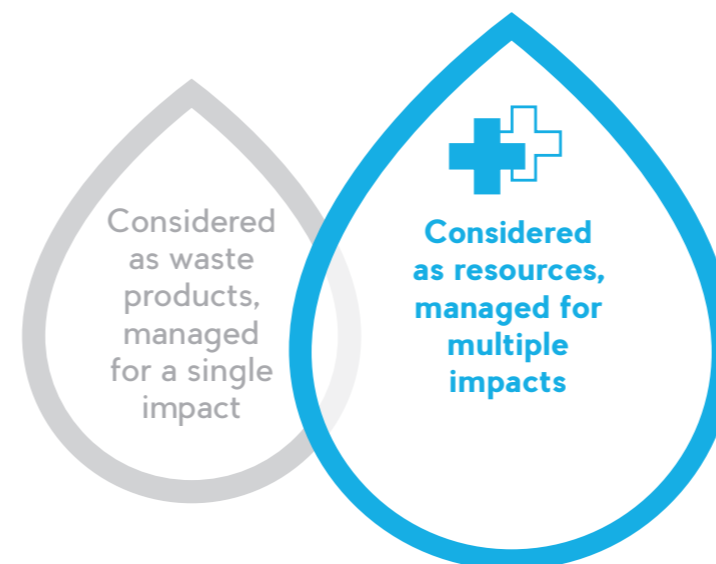 Considered
as waste
products,
managed
for a single
impact
Considered
as resources,
managed for
multiple
impacts